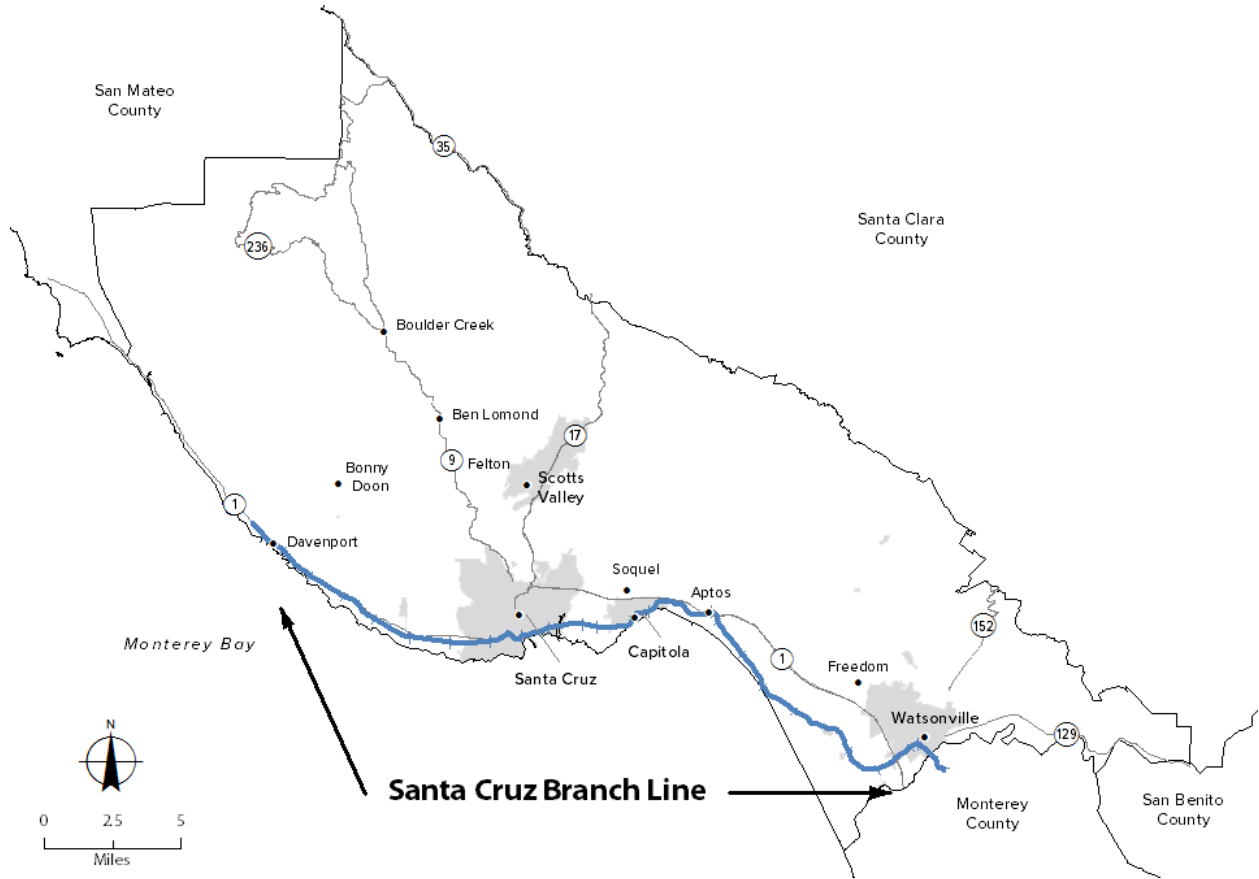 San Mateo
County
35
Santa Clara
County
236
Boulder Creek
Ben Lomond
17
9
Felton
Bonny
Doon
Scotts
Valley
1
Davenport
Soquel
Aptos
152
Monterey Bay
Capitola
1
Freedom
Santa Cruz
Watsonville
N
129
Santa Cruz Branch Line
Monterey
County
San Benito
County
0 2.5 5
Miles